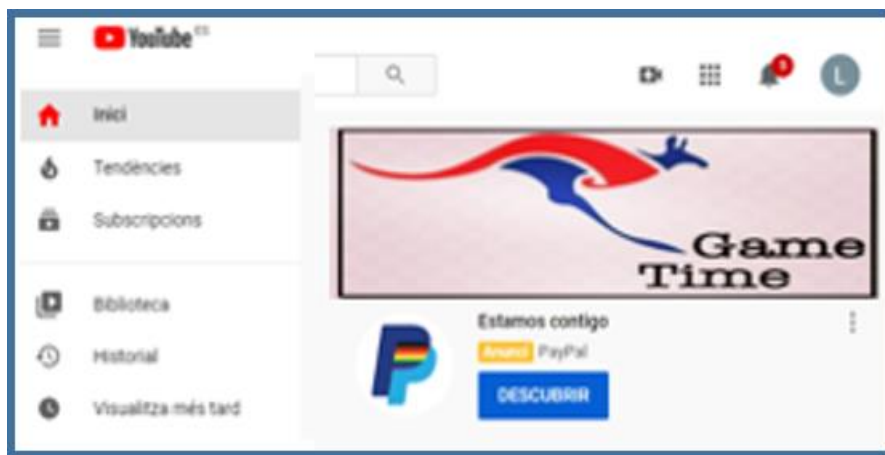 YouTube ES
Inici
Tendències
Subscripcions
Biblioteca
Historial
Visualitza més tard
L
Game
Time
Estamos contigo
Anunci PayPal
DESCUBRIR